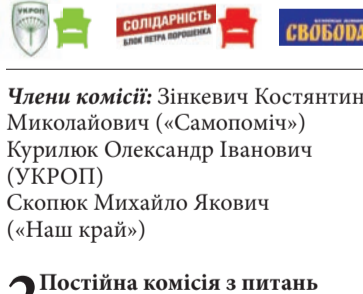 УКРОП
СОЛІДАРНІСТЬ
БЛОК ПЕТРА ПОРОШЕНКА
СВОБОДА
Члени комісії: Зінкевич Костянтин
Миколайович («Самопоміч»)
Курилюк Олександр Іванович
(УКРОП)
Скопюк Михайло Якович
(«Наш край»)
2 Постійна комісія з питань